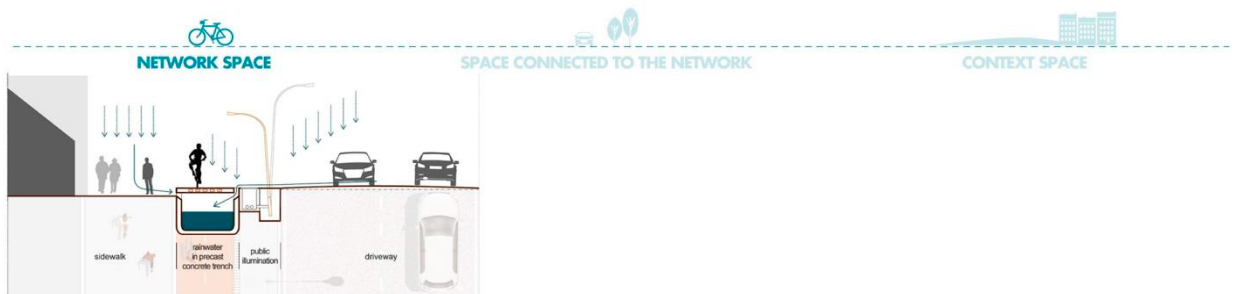 NETWORK SPACE
SPACE CONNECTED TO THE NETWORK
CONTEXT SPACE
sidewalk
rainwater
in precast
concrete trench
public
illumination
driveway